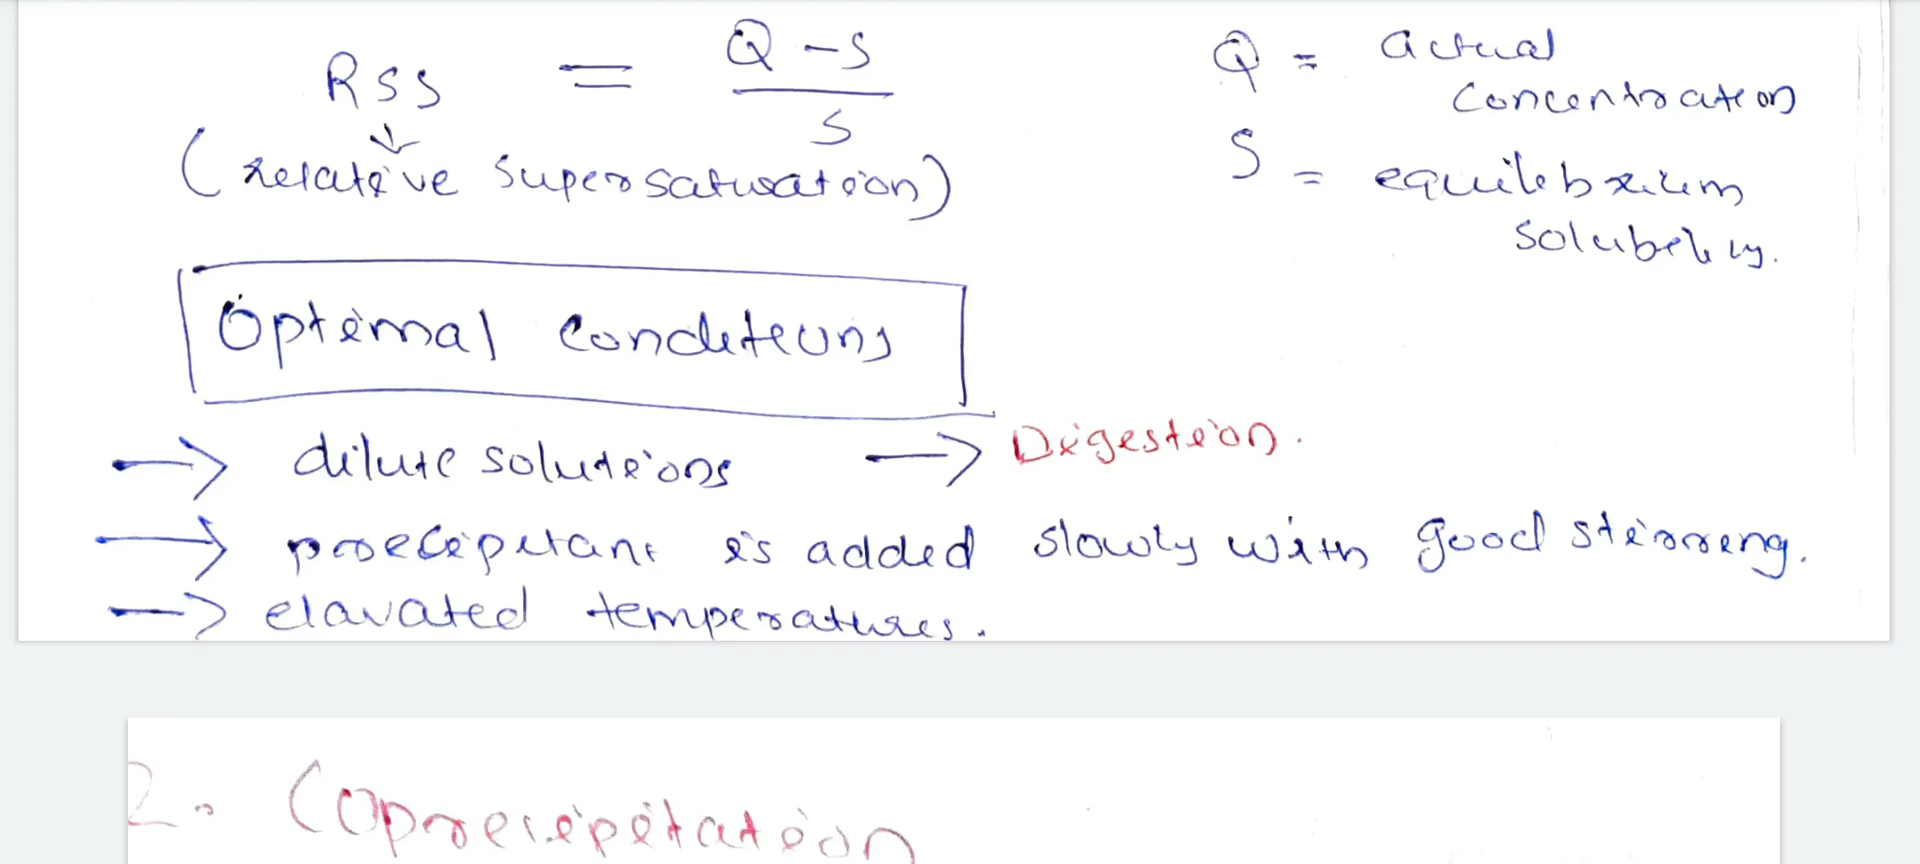 RSS = Q - S / S
(relative supersaturation)
Q = actual concentration
S = equilibrium solubility.
Optimal conditions
→ dilute solutions → Digestion.
→ precipitant is added slowly with good stirring.
→ elavated temperatures.
2. Coprecipitation